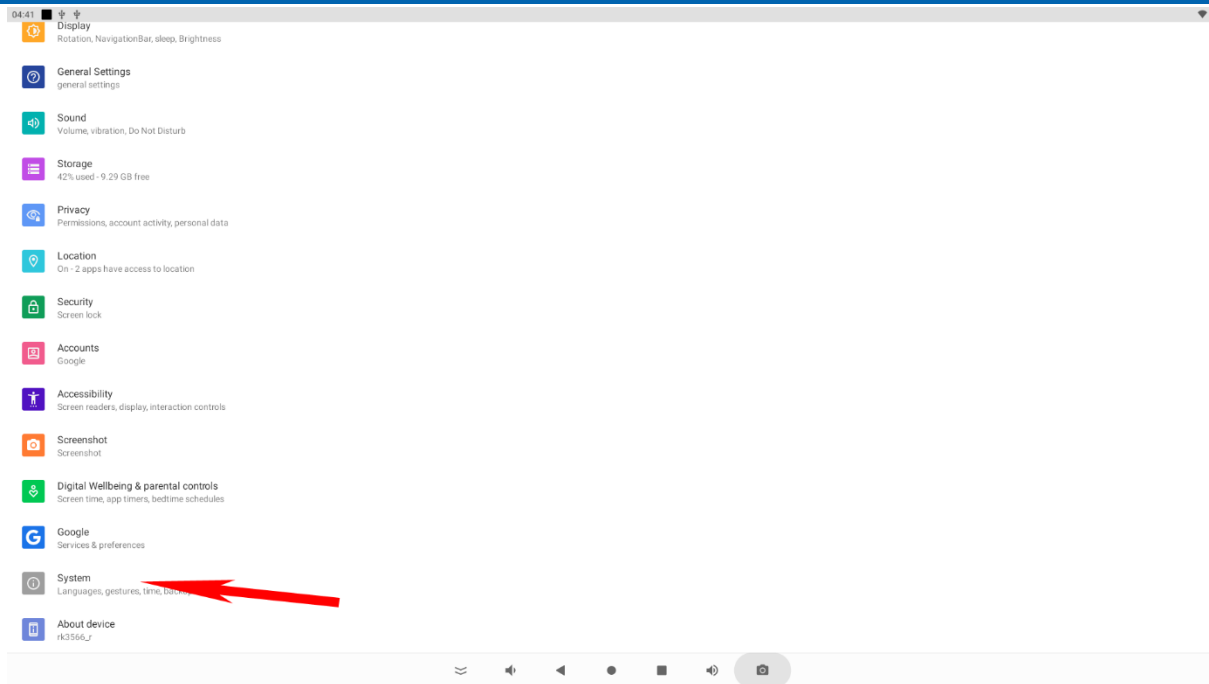 04:41
Display
Rotation, NavigationBar, sleep, Brightness
General Settings
general settings
Sound
Volume, vibration, Do Not Disturb
Storage
42% used - 9.29 GB free
Privacy
Permissions, account activity, personal data
Location
On - 2 apps have access to location
Security
Screen lock
Accounts
Google
Accessibility
Screen readers, display, interaction controls
Screenshot
Screenshot
Digital Wellbeing & parental controls
Screen time, app timers, bedtime schedules
G
Google
Services & preferences
System
Languages, gestures, time,
About device
rk3566_r